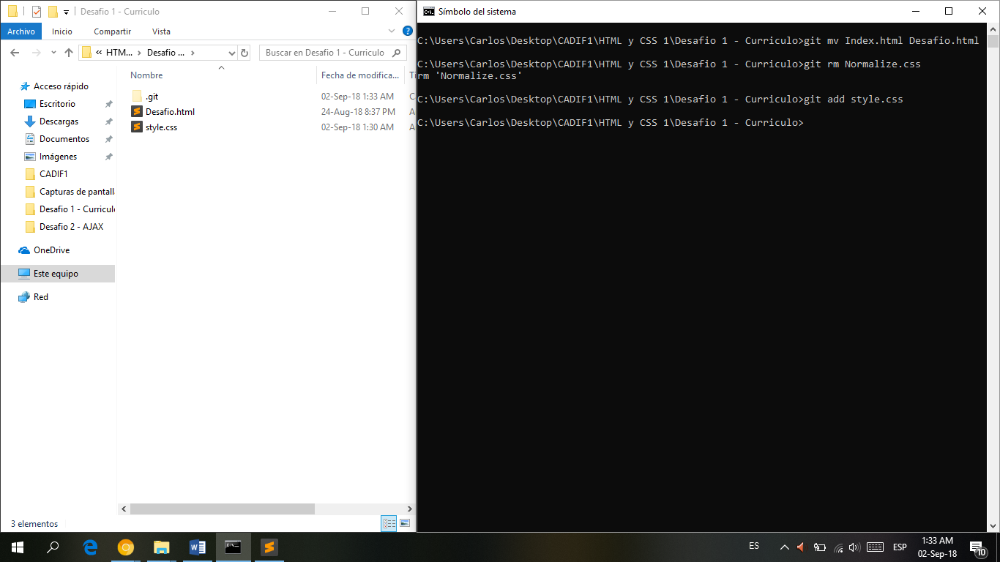 Desafio 1 - Curriculo
Archivo Inicio Compartir Vista
« HTM... > Desafio ... >
Buscar en Desafio 1 - Curriculo
Nombre Fecha de modifica...
.git 02-Sep-18 1:33 AM
Desafio.html 24-Aug-18 8:37 PM A
style.css 02-Sep-18 1:30 AM A
Acceso rápido
Escritorio
Descargas
Documentos
Imágenes
CADIF1
Capturas de pantall
Desafio 1 - Curriculo
Desafio 2 - AJAX
OneDrive
Este equipo
Red
3 elementos
Símbolo del sistema
C:\Users\Carlos\Desktop\CADIF1\HTML y CSS 1\Desafio 1 - Curriculo>git mv Index.html Desafio.html
C:\Users\Carlos\Desktop\CADIF1\HTML y CSS 1\Desafio 1 - Curriculo>git rm Normalize.css
rm 'Normalize.css'
C:\Users\Carlos\Desktop\CADIF1\HTML y CSS 1\Desafio 1 - Curriculo>git add style.css
C:\Users\Carlos\Desktop\CADIF1\HTML y CSS 1\Desafio 1 - Curriculo>
ES ESP 1:33 AM
02-Sep-18 10